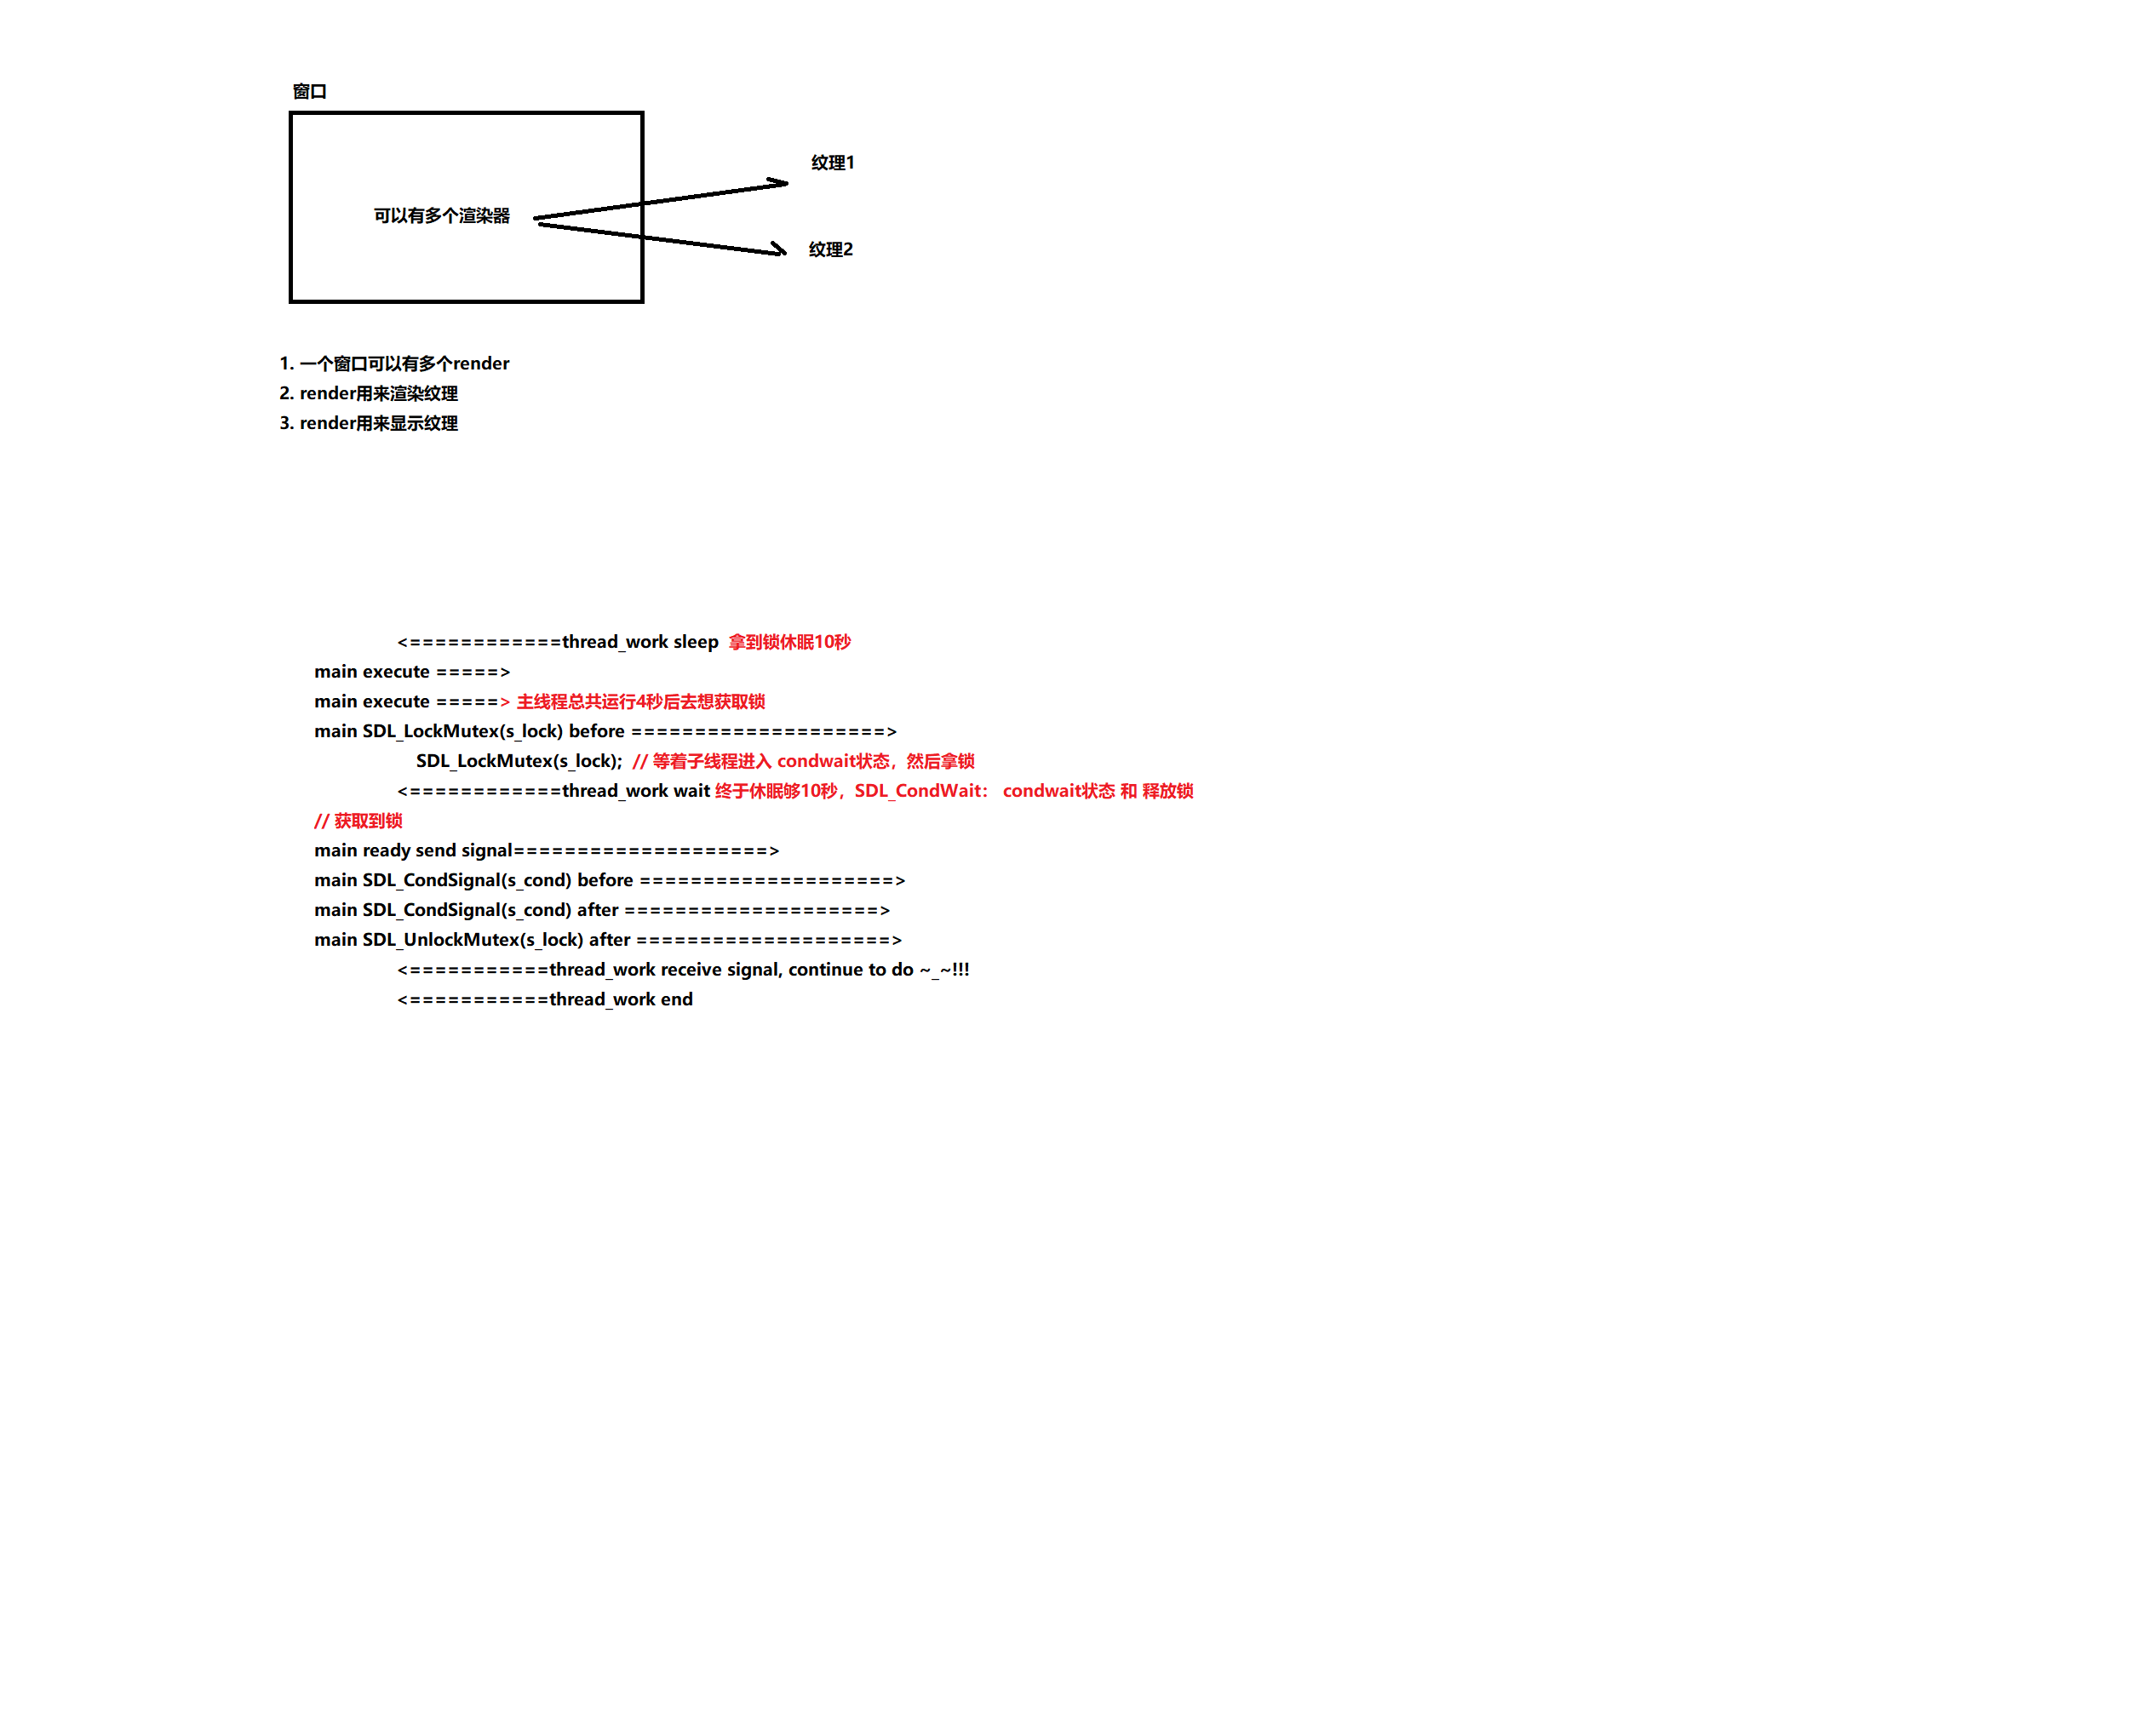 窗口
纹理1
可以有多个渲染器
纹理2
1. 一个窗口可以有多个render
2. render用来渲染纹理
3. render用来显示纹理
<============thread_work sleep 拿到锁休眠10秒
main execute =====>
main execute =====> 主线程总共运行4秒后去想获取锁
main SDL_LockMutex(s_lock) before ====================>
SDL_LockMutex(s_lock); // 等着子线程进入 condwait状态，然后拿锁
<============thread_work wait 终于休眠够10秒，SDL_CondWait： condwait状态 和 释放锁
// 获取到锁
main ready send signal====================>
main SDL_CondSignal(s_cond) before ====================>
main SDL_CondSignal(s_cond) after ====================>
main SDL_UnlockMutex(s_lock) after ====================>
<===========thread_work receive signal, continue to do ~_~!!!
<===========thread_work end